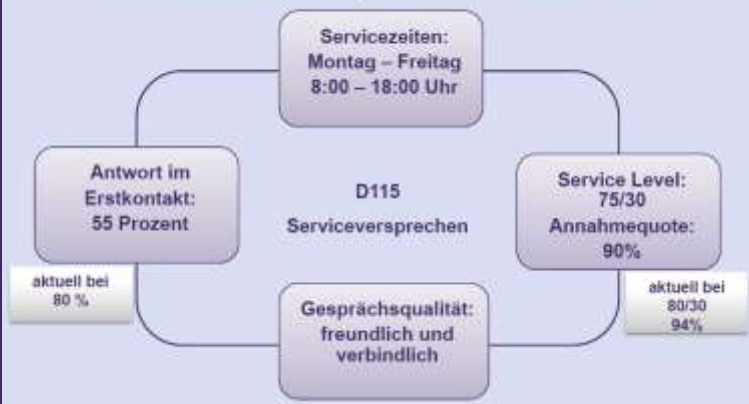 Servicezeiten:
Montag – Freitag
8:00 – 18:00 Uhr
Antwort im
Erstkontakt:
55 Prozent
D115
Serviceversprechen
Service Level:
75/30
Annahmequote:
90%
aktuell bei
80 %
Gesprächsqualität:
freundlich und
verbindlich
aktuell bei
80/30
94%